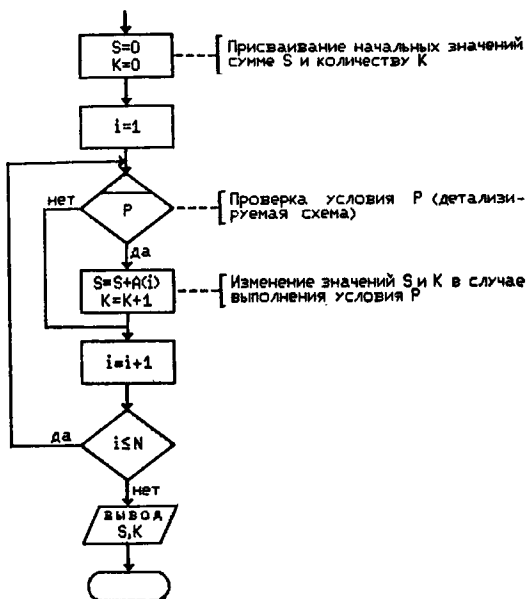 S=0
K=0
Присваивание начальных значений
сумме S и количеству K
i=1
нет
P
Проверка условия P (детализи-
руемая схема)
да
S=S+A(i)
K=K+1
Изменение значений S и K в случае
выполнения условия P
i=i+1
да
i≤N
нет
вывод
S,K